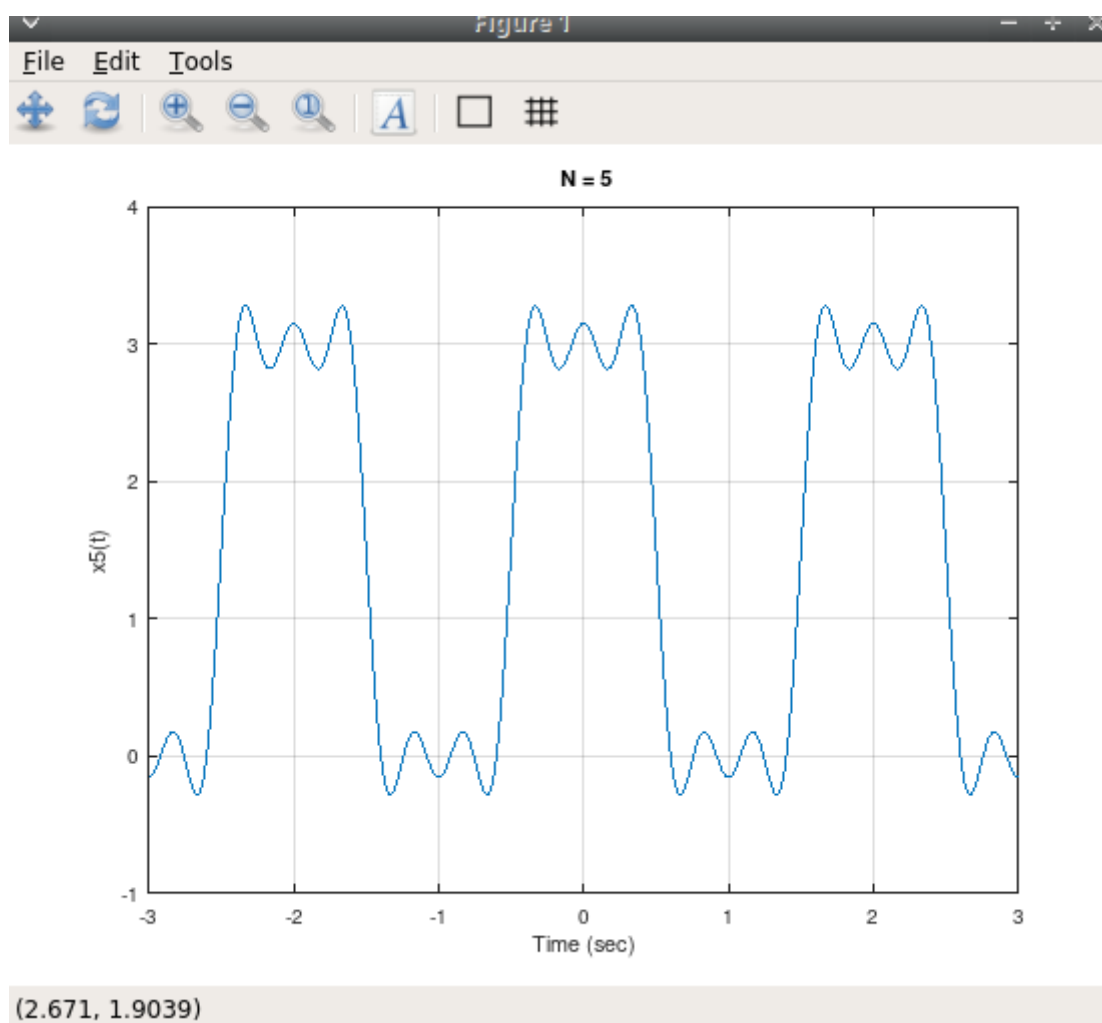 Figure 1
File Edit Tools
A
N = 5
4
3
2
1
0
-1
x5(t)
-3 -2 -1 0 1 2 3
Time (sec)
(2.671, 1.9039)